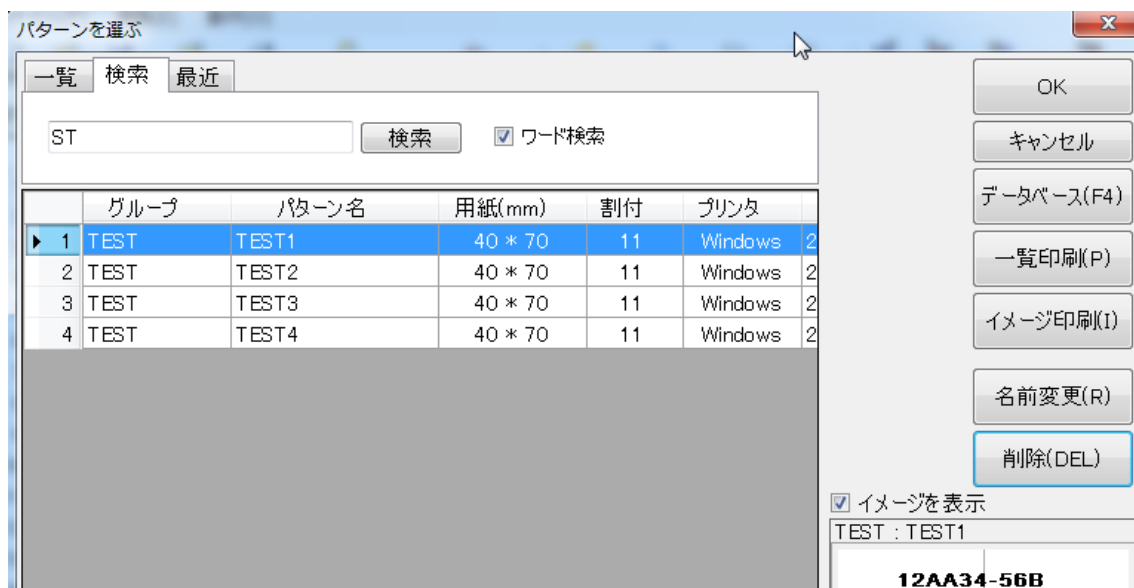 パターンを選ぶ
一覧 検索 最近
OK
ST 検索 ワード検索
キャンセル
データベース(F4)
グループ パターン名 用紙(mm) 割付 プリンタ
1 TEST TEST1 40 * 70 11 Windows 2
一覧印刷(P)
2 TEST TEST2 40 * 70 11 Windows 2
3 TEST TEST3 40 * 70 11 Windows 2
イメージ印刷(I)
4 TEST TEST4 40 * 70 11 Windows 2
名前変更(R)
削除(DEL)
イメージを表示
TEST : TEST1
12AA34-56B